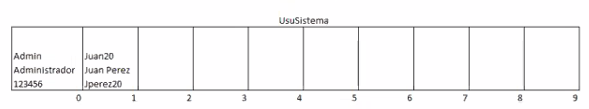 UsuSistema
Admin
Administrador
123456
Juan20
Juan Perez
Jperez20
0 1 2 3 4 5 6 7 8 9